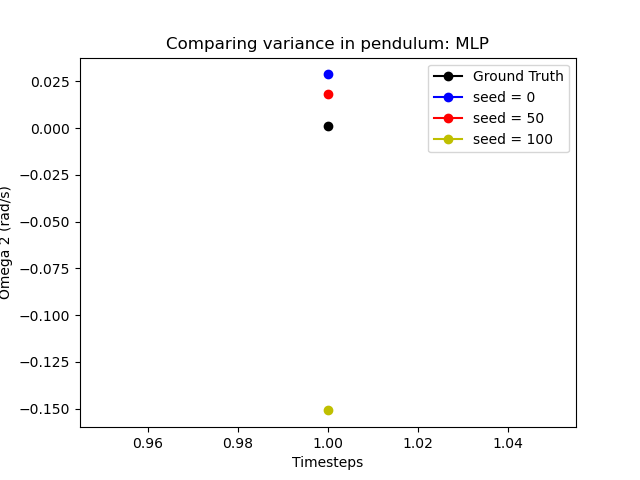 Comparing variance in pendulum: MLP
Ground Truth
seed = 0
seed = 50
seed = 100
0.025
0.000
−0.025
−0.050
−0.075
−0.100
−0.125
−0.150
Omega 2 (rad/s)
0.96
0.98
1.00
1.02
1.04
Timesteps